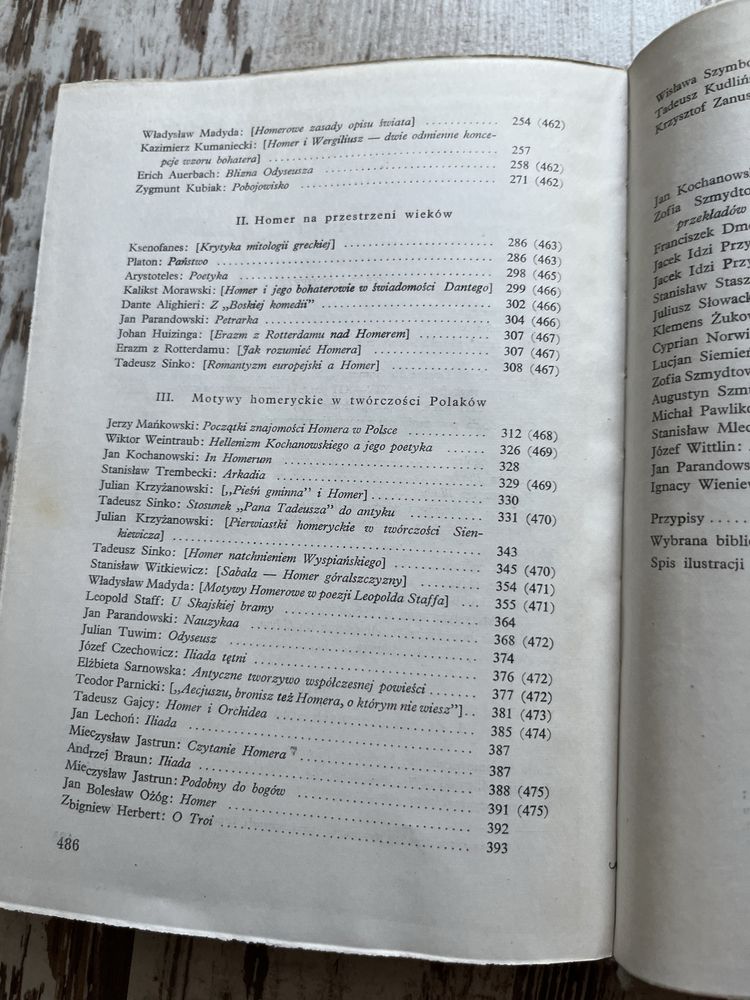 Władysław Madyda: [Homerowe zasady opisu świata] ............ 254 (462)
Kazimierz Kumaniecki: [Homer i Wergiliusz — dwie odmienne konce-
pcje wzoru bohatera] ............ 257
Erich Auerbach: Blizna Odyseusza ............ 258 (462)
Zygmunt Kubiak: Pobojowisko ............ 271 (462)
II. Homer na przestrzeni wieków
Ksenofanes: [Krytyka mitologii greckiej] ............ 286 (463)
Platon: Państwo ............ 286 (463)
Arystoteles: Poetyka ............ 298 (465)
Kalikst Morawski: [Homer i jego bohaterowie w świadomości Dantego] 299 (466)
Dante Alighieri: Z „Boskiej komedii” ............ 302 (466)
Jan Parandowski: Petrarka ............ 304 (466)
Johan Huizinga: [Erazm z Rotterdamu nad Homerem] ............ 307 (467)
Erazm z Rotterdamu: [Jak rozumieć Homera] ............ 307 (467)
Tadeusz Sinko: [Romantyzm europejski a Homer] ............ 308 (467)
III. Motywy homeryckie w twórczości Polaków
Jerzy Mańkowski: Początki znajomości Homera w Polsce ............ 312 (468)
Wiktor Weintraub: Hellenizm Kochanowskiego a jego poetyka ...... 326 (469)
Jan Kochanowski: In Homerum ............ 328
Stanisław Trembecki: Arkadia ............ 329 (469)
Julian Krzyżanowski: [„Pieśń gminna” i Homer] ............ 330
Tadeusz Sinko: Stosunek „Pana Tadeusza” do antyku ............ 331 (470)
Julian Krzyżanowski: [Pierwiastki homeryckie w twórczości Sien-
kiewicza] ............ 343
Tadeusz Sinko: [Homer natchnieniem Wyspiańskiego] ............ 345 (470)
Stanisław Witkiewicz: [Sabała — Homer góralszczyzny] ............ 354 (471)
Władysław Madyda: [Motywy Homerowe w poezji Leopolda Staffa] ... 355 (471)
Leopold Staff: U Skajskiej bramy ............ 364
Jan Parandowski: Nauzykaa ............ 368 (472)
Julian Tuwim: Odyseusz ............ 374
Józef Czechowicz: Iliada tętni ............ 376 (472)
Elżbieta Sarnowska: Antyczne tworzywo współczesnej powieści ....... 377 (472)
Teodor Parnicki: [„Aecjuszu, bronisz też Homera, o którym nie wiesz”] .. 381 (473)
Tadeusz Gajcy: Homer i Orchidea ............ 385 (474)
Jan Lechoń: Iliada ............ 387
Mieczysław Jastrun: Czytanie Homera ............ 387
Andrzej Braun: Iliada ............ 388 (475)
Mieczysław Jastrun: Podobny do bogów ............ 391 (475)
Jan Bolesław Ożóg: Homer ............ 392
Zbigniew Herbert: O Troi ............ 393
486
Wisława Szymbo
Tadeusz Kudliń
Krzysztof Zanus
Jan Kochanows
Zofia Szmydto
przekładów
Franciszek Dmo
Jacek Idzi Przy
Jacek Idzi Przy
Stanisław Stasz
Juliusz Słowack
Klemens Żukow
Cyprian Norwi
Lucjan Siemień
Zofia Szmydtow
Augustyn Szmu
Michał Pawliko
Stanisław Mlec
Józef Wittlin:
Jan Parandows
Ignacy Wieniew
Przypisy ....
Wybrana biblio
Spis ilustracji